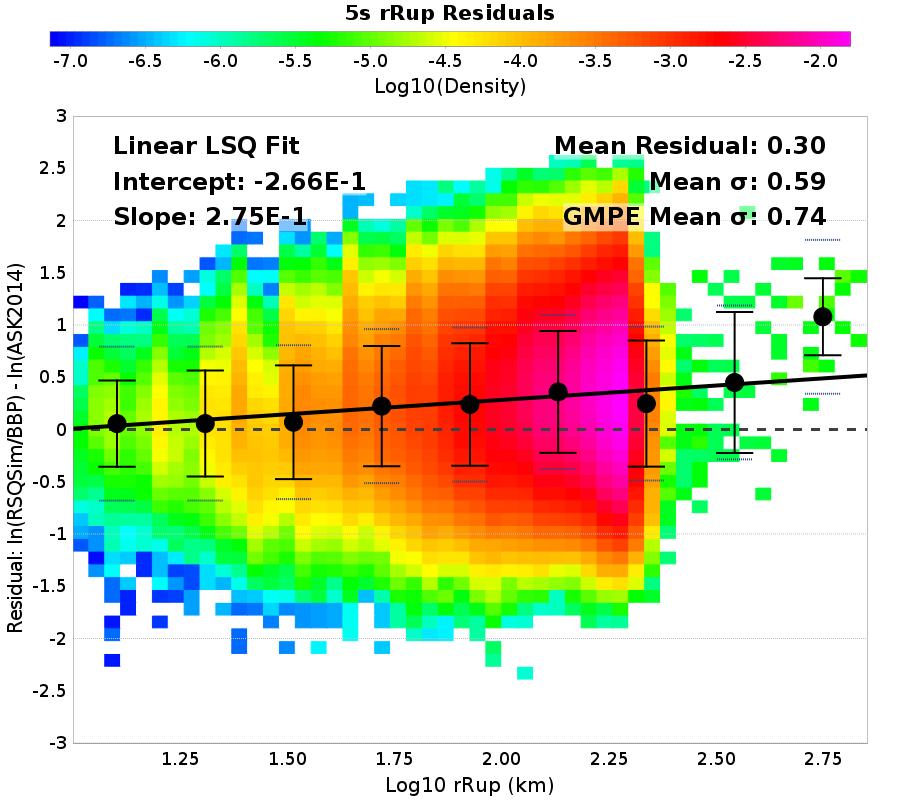 5s rRup Residuals
-7.0 -6.5 -6.0 -5.5 -5.0 -4.5 -4.0 -3.5 -3.0 -2.5 -2.0
Log10(Density)
Linear LSQ Fit
Intercept: -2.66E-1
Slope: 2.75E-1
Mean Residual: 0.30
Mean σ: 0.59
GMPE Mean σ: 0.74
Residual: ln(RSQSim/BBP) - ln(ASK2014)
3
2.5
2
1.5
1
0.5
0
-0.5
-1
-1.5
-2
-2.5
-3
1.25 1.50 1.75 2.00 2.25 2.50 2.75
Log10 rRup (km)